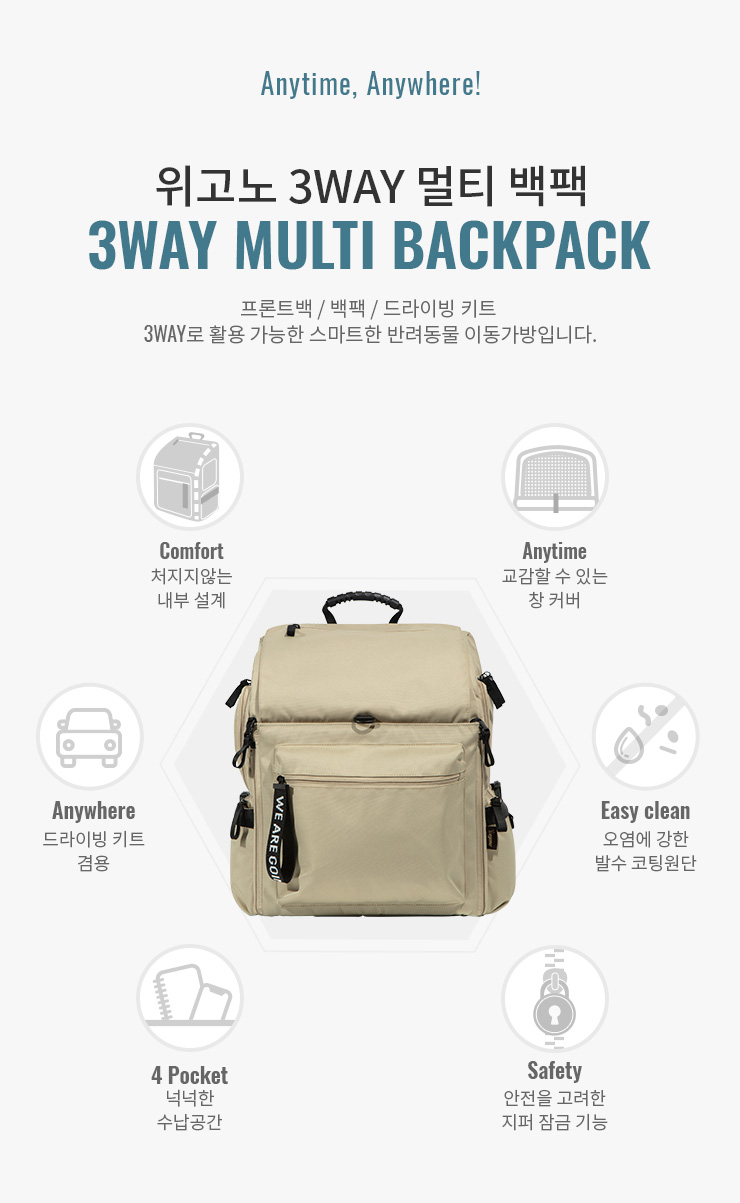 Anytime, Anywhere!
위고노 3WAY 멀티 백팩
3WAY MULTI BACKPACK
프론트백 / 백팩 / 드라이빙 키트
3WAY로 활용 가능한 스마트한 반려동물 이동가방입니다.
Comfort
처지지않는
내부 설계
Anytime
교감할 수 있는
창 커버
WE ARE
Anywhere
드라이빙 키트
겸용
Easy clean
오염에 강한
발수 코팅원단
4 Pocket
넉넉한
수납공간
Safety
안전을 고려한
지퍼 잠금 기능